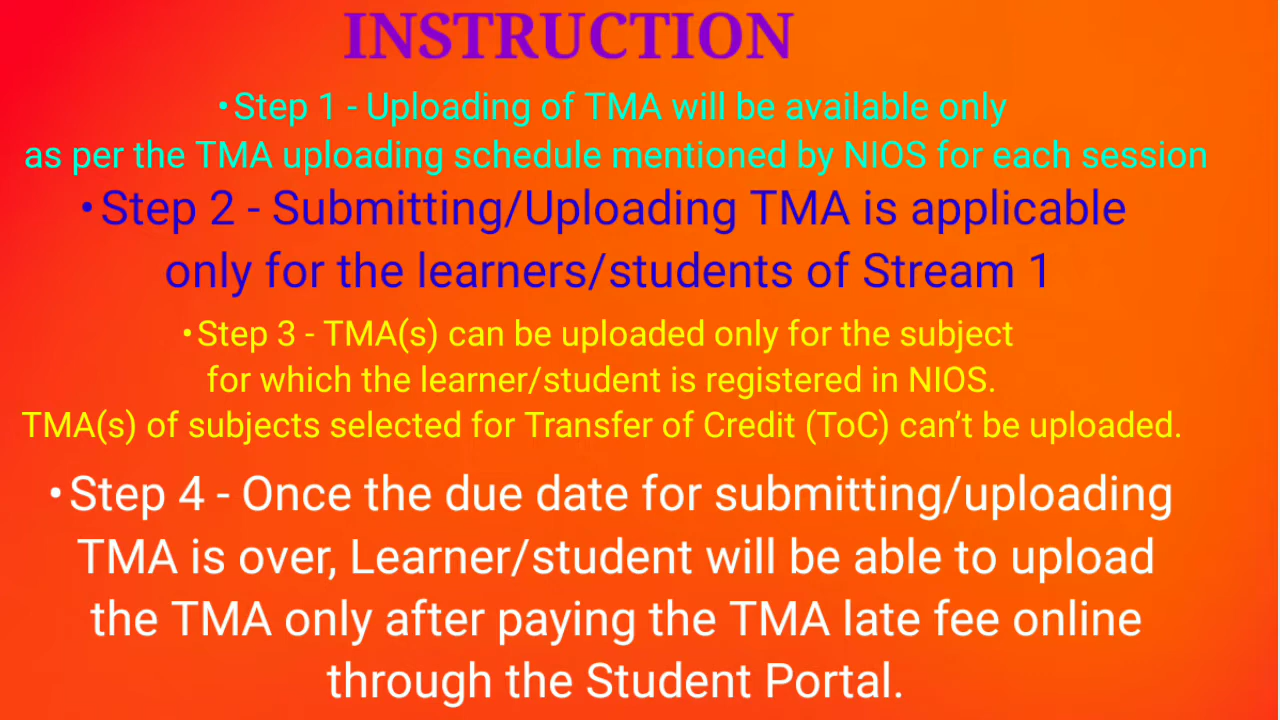 INSTRUCTION
•Step 1 - Uploading of TMA will be available only
as per the TMA uploading schedule mentioned by NIOS for each session
•Step 2 - Submitting/Uploading TMA is applicable
only for the learners/students of Stream 1
•Step 3 - TMA(s) can be uploaded only for the subject
for which the learner/student is registered in NIOS.
TMA(s) of subjects selected for Transfer of Credit (ToC) can’t be uploaded.
•Step 4 - Once the due date for submitting/uploading
TMA is over, Learner/student will be able to upload
the TMA only after paying the TMA late fee online
through the Student Portal.